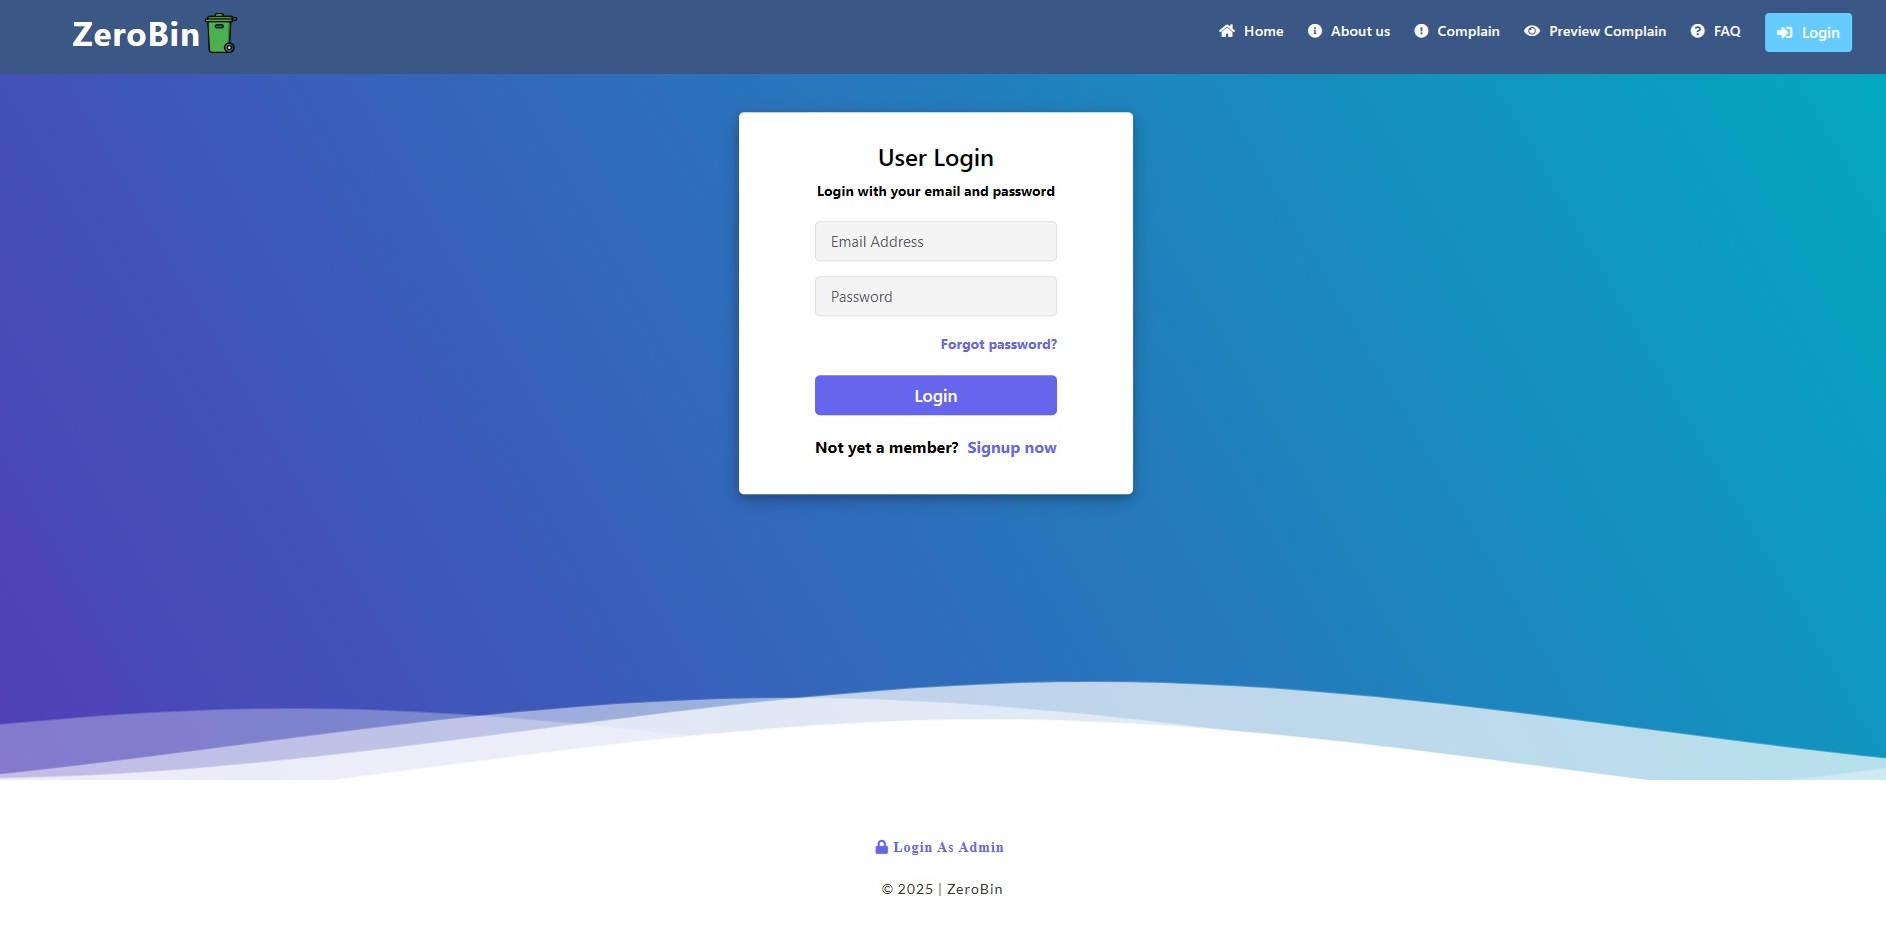 ZeroBin
Home About us Complain Preview Complain FAQ Login
User Login
Login with your email and password
Email Address
Password
Forgot password?
Login
Not yet a member? Signup now
Login As Admin
© 2025 | ZeroBin